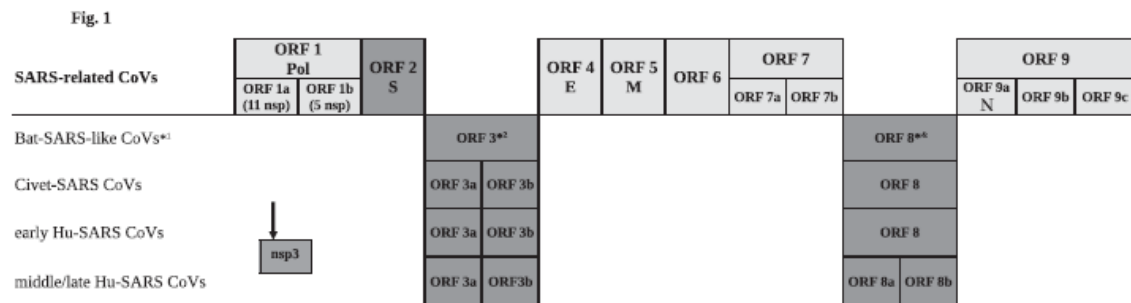 Fig. 1
SARS-related CoVs
ORF 1
Pol
ORF 1a
(11 nsp)
ORF 1b
(5 nsp)
ORF 2
S
ORF 4
E
ORF 5
M
ORF 6
ORF 7
ORF 7a
ORF 7b
ORF 9
ORF 9a
N
ORF 9b
ORF 9c
Bat-SARS-like CoVs*¹
ORF 3*²
Civet-SARS CoVs
ORF 3a
ORF 3b
ORF 8
early Hu-SARS CoVs
nsp3
ORF 3a
ORF 3b
ORF 8
middle/late Hu-SARS CoVs
ORF 3a
ORF3b
ORF 8a
ORF 8b